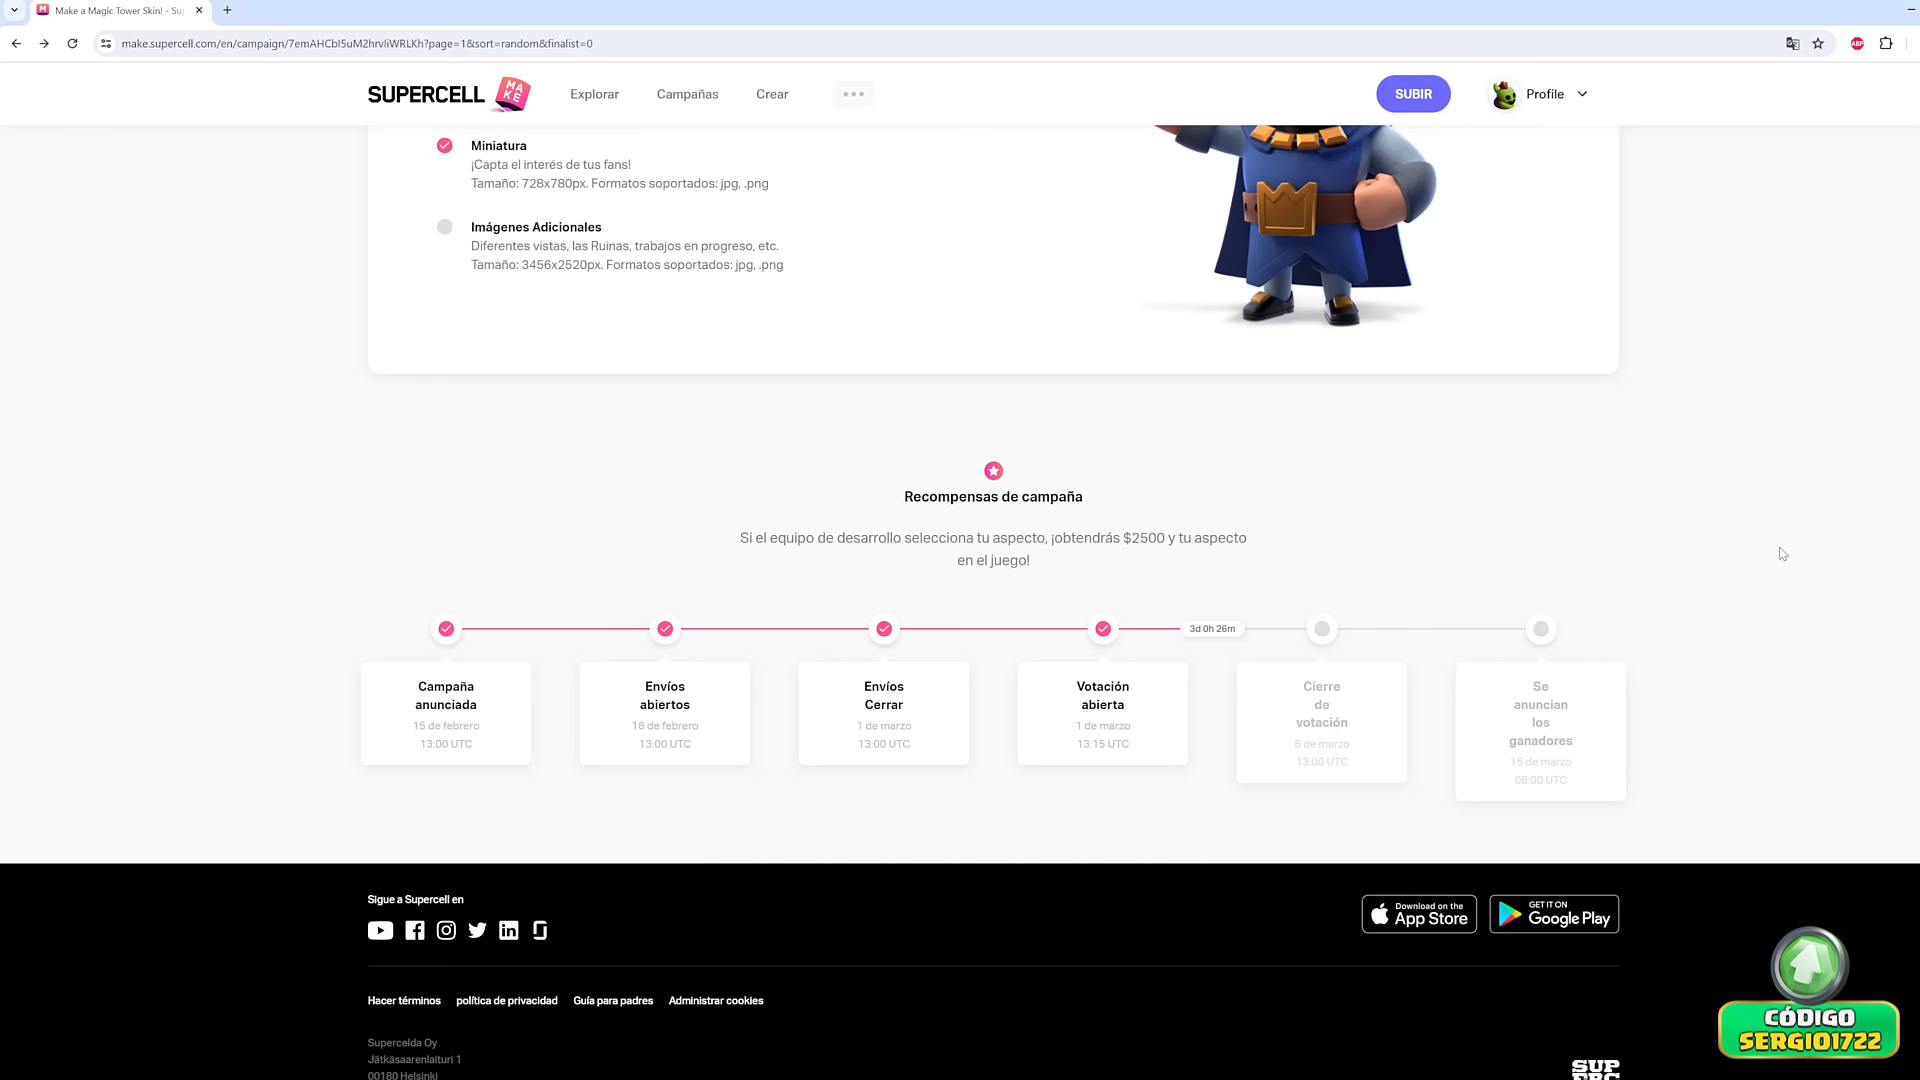 Make a Magic Tower Skin! - Su
make.supercell.com/en/campaign/7emAHCbI5uM2hrvIiWRLKh?page=1&sort=random&finalist=0
ABP
SUPERCELL MAKE
Explorar
Campañas
Crear
SUBIR
Profile
Miniatura
¡Capta el interés de tus fans!
Tamaño: 728x780px. Formatos soportados: jpg, .png
Imágenes Adicionales
Diferentes vistas, las Ruinas, trabajos en progreso, etc.
Tamaño: 3456x2520px. Formatos soportados: jpg, .png
Recompensas de campaña
Si el equipo de desarrollo selecciona tu aspecto, ¡obtendrás $2500 y tu aspecto
en el juego!
3d 0h 26m
Campaña
anunciada
15 de febrero
13:00 UTC
Envíos
abiertos
16 de febrero
13:00 UTC
Envíos
Cerrar
1 de marzo
13:00 UTC
Votación
abierta
1 de marzo
13:15 UTC
Cierre
de
votación
8 de marzo
13:00 UTC
Se
anuncian
los
ganadores
15 de marzo
08:00 UTC
Sigue a Supercell en
Download on the
App Store
GET IT ON
Google Play
Hacer términos
política de privacidad
Guía para padres
Administrar cookies
Supercelda Oy
Jätkäsaarenlaituri 1
00180 Helsinki
SUP
ERC
CÓDIGO
SERGIO1722